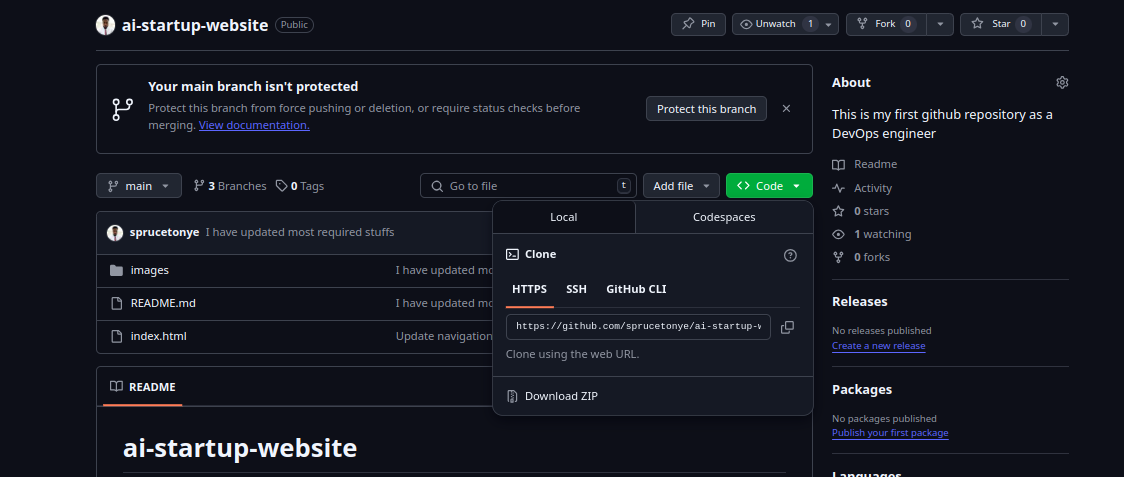 ai-startup-website Public
Pin
Unwatch 1
Fork 0
Star 0
Your main branch isn't protected
Protect this branch from force pushing or deletion, or require status checks before
merging. View documentation.
Protect this branch
main
3 Branches
0 Tags
Go to file
t
Add file
Code
Local
Codespaces
sprucetonye I have updated most required stuffs
images I have updated mo
README.md I have updated mo
index.html Update navigation
Clone
HTTPS
SSH
GitHub CLI
https://github.com/sprucetonye/ai-startup-w
Clone using the web URL.
Download ZIP
README
ai-startup-website
About
This is my first github repository as a
DevOps engineer
Readme
Activity
0 stars
1 watching
0 forks
Releases
No releases published
Create a new release
Packages
No packages published
Publish your first package
Languages